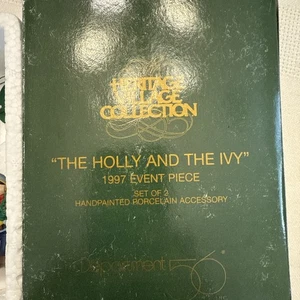 HERITAGE
VILLAGE
COLLECTION
"THE HOLLY AND THE IVY"
1997 EVENT PIECE
SET OF 2
HANDPAINTED PORCELAIN ACCESSORY
Department 56